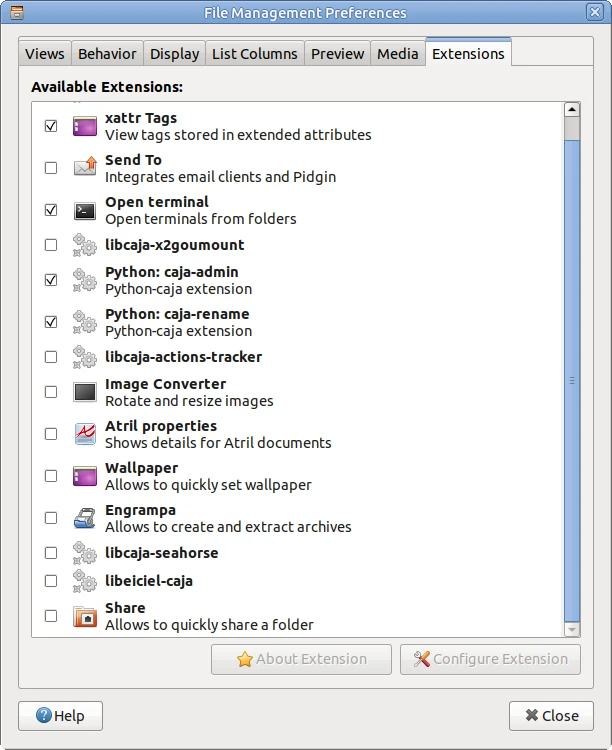 File Management Preferences
Views Behavior Display List Columns Preview Media Extensions
Available Extensions:
xattr Tags
View tags stored in extended attributes
Send To
Integrates email clients and Pidgin
Open terminal
Open terminals from folders
libcaja-x2goumount
Python: caja-admin
Python-caja extension
Python: caja-rename
Python-caja extension
libcaja-actions-tracker
Image Converter
Rotate and resize images
Atril properties
Shows details for Atril documents
Wallpaper
Allows to quickly set wallpaper
Engrampa
Allows to create and extract archives
libcaja-seahorse
libeiciel-caja
Share
Allows to quickly share a folder
About Extension Configure Extension
Help Close